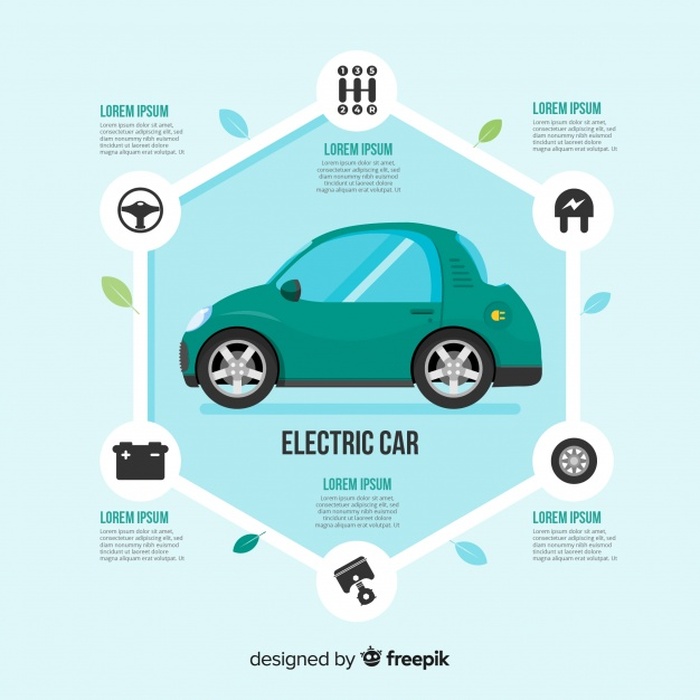 1 3 5
2 4 R
LOREM IPSUM
Lorem ipsum dolor sit amet,
consectetuer adipiscing elit, sed
diam nonummy nibh euismod
tincidunt ut laoreet dolore
magna aliquam erat volutpat. Ut
LOREM IPSUM
Lorem ipsum dolor sit amet,
consectetuer adipiscing elit, sed
diam nonummy nibh euismod
tincidunt ut laoreet dolore
magna aliquam erat volutpat. Ut
LOREM IPSUM
Lorem ipsum dolor sit amet,
consectetuer adipiscing elit, sed
diam nonummy nibh euismod
tincidunt ut laoreet dolore
magna aliquam erat volutpat. Ut
ELECTRIC CAR
LOREM IPSUM
Lorem ipsum dolor sit amet,
consectetuer adipiscing elit, sed
diam nonummy nibh euismod
tincidunt ut laoreet dolore
magna aliquam erat volutpat. Ut
LOREM IPSUM
Lorem ipsum dolor sit amet,
consectetuer adipiscing elit, sed
diam nonummy nibh euismod
tincidunt ut laoreet dolore
magna aliquam erat volutpat. Ut
LOREM IPSUM
Lorem ipsum dolor sit amet,
consectetuer adipiscing elit, sed
diam nonummy nibh euismod
tincidunt ut laoreet dolore
magna aliquam erat volutpat. Ut
designed by freepik